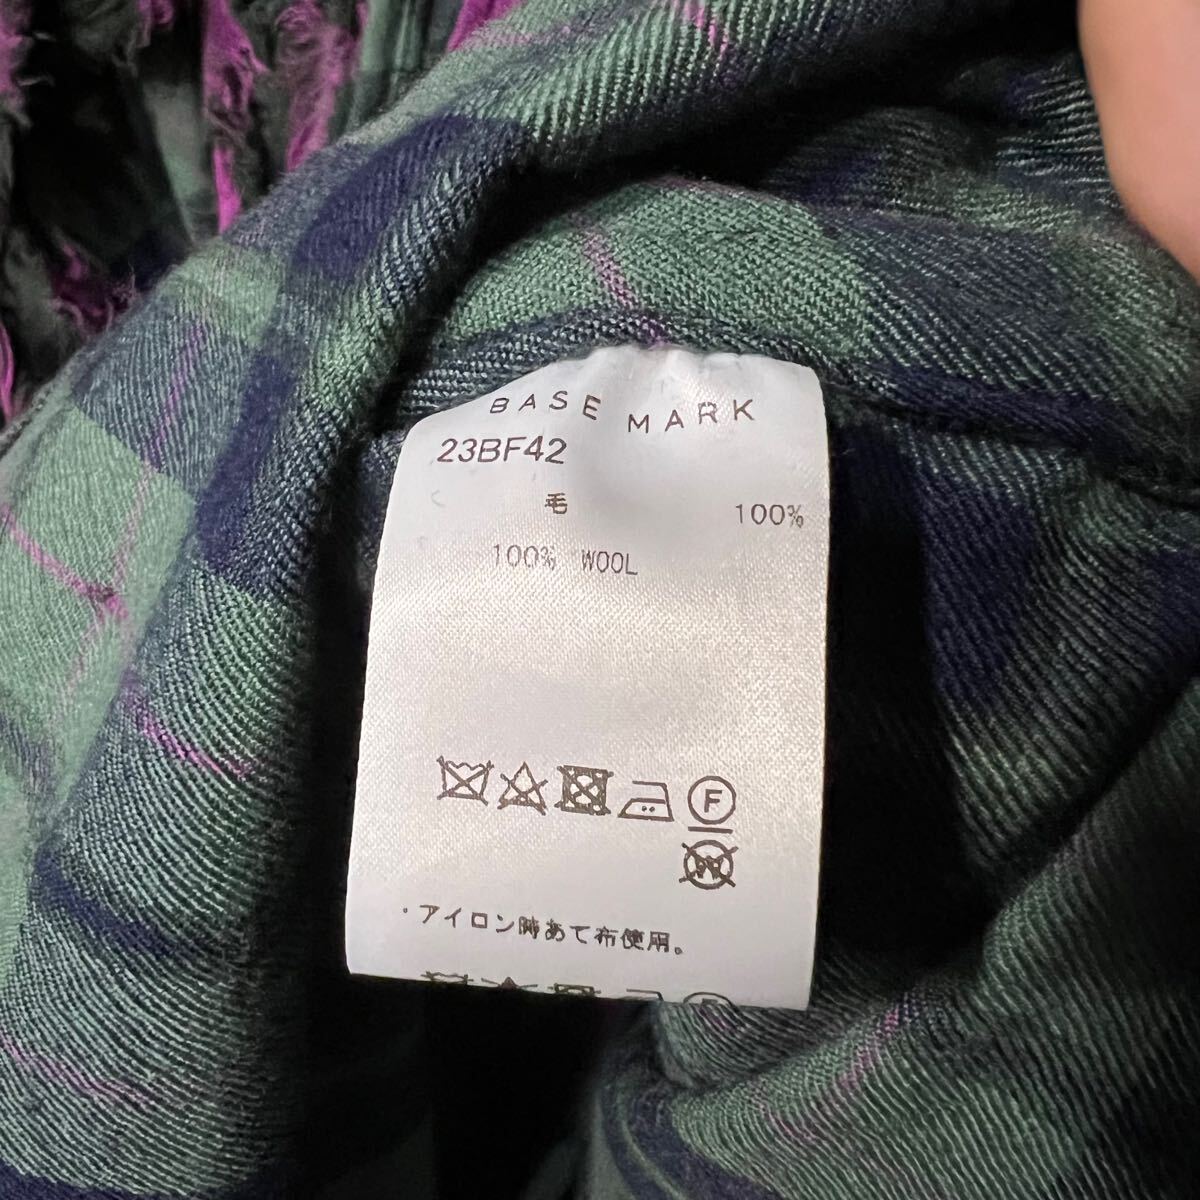 BASE MARK
23BF42
毛 100%
100% WOOL
F
W
・アイロン時あて布使用。